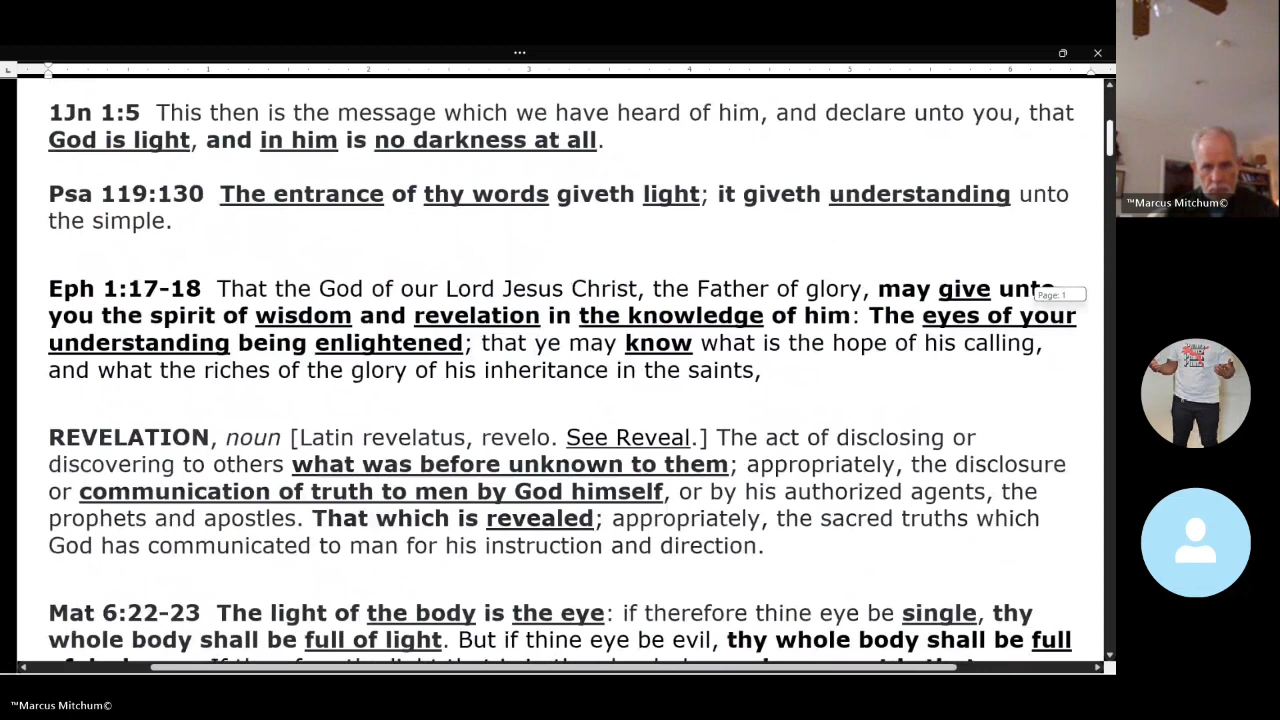 1 2 3 4 5 6
1Jn 1:5 This then is the message which we have heard of him, and declare unto you, that
God is light, and in him is no darkness at all.
Psa 119:130 The entrance of thy words giveth light; it giveth understanding unto
the simple.
Eph 1:17-18 That the God of our Lord Jesus Christ, the Father of glory, may give unto
Page: 1
you the spirit of wisdom and revelation in the knowledge of him: The eyes of your
understanding being enlightened; that ye may know what is the hope of his calling,
and what the riches of the glory of his inheritance in the saints,
REVELATION, noun [Latin revelatus, revelo. See Reveal.] The act of disclosing or
discovering to others what was before unknown to them; appropriately, the disclosure
or communication of truth to men by God himself, or by his authorized agents, the
prophets and apostles. That which is revealed; appropriately, the sacred truths which
God has communicated to man for his instruction and direction.
Mat 6:22-23 The light of the body is the eye: if therefore thine eye be single, thy
whole body shall be full of light. But if thine eye be evil, thy whole body shall be full
™Marcus Mitchum©
™Marcus Mitchum©